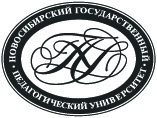 НОВОСИБИРСКИЙ ГОСУДАРСТВЕННЫЙ
ПЕДАГОГИЧЕСКИЙ УНИВЕРСИТЕТ